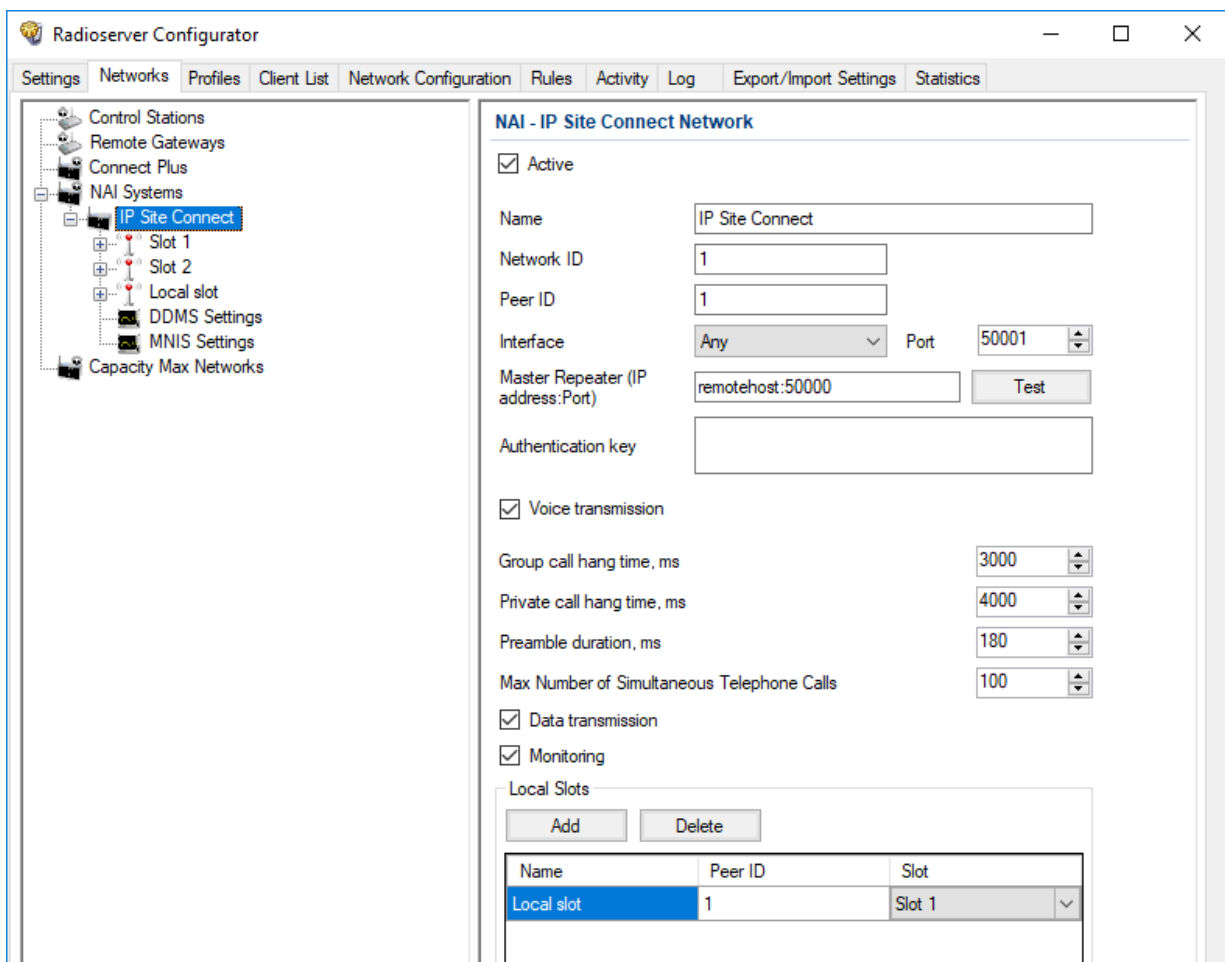 Radioserver Configurator
Settings Networks Profiles Client List Network Configuration Rules Activity Log Export/Import Settings Statistics
Control Stations
Remote Gateways
Connect Plus
NAI Systems
IP Site Connect
Slot 1
Slot 2
Local slot
DDMS Settings
MNIS Settings
Capacity Max Networks
NAI - IP Site Connect Network
Active
Name IP Site Connect
Network ID 1
Peer ID 1
Interface Any Port 50001
Master Repeater (IP
address:Port) remotehost:50000 Test
Authentication key
Voice transmission
Group call hang time, ms 3000
Private call hang time, ms 4000
Preamble duration, ms 180
Max Number of Simultaneous Telephone Calls 100
Data transmission
Monitoring
Local Slots
Add Delete
Name Peer ID Slot
Local slot 1 Slot 1